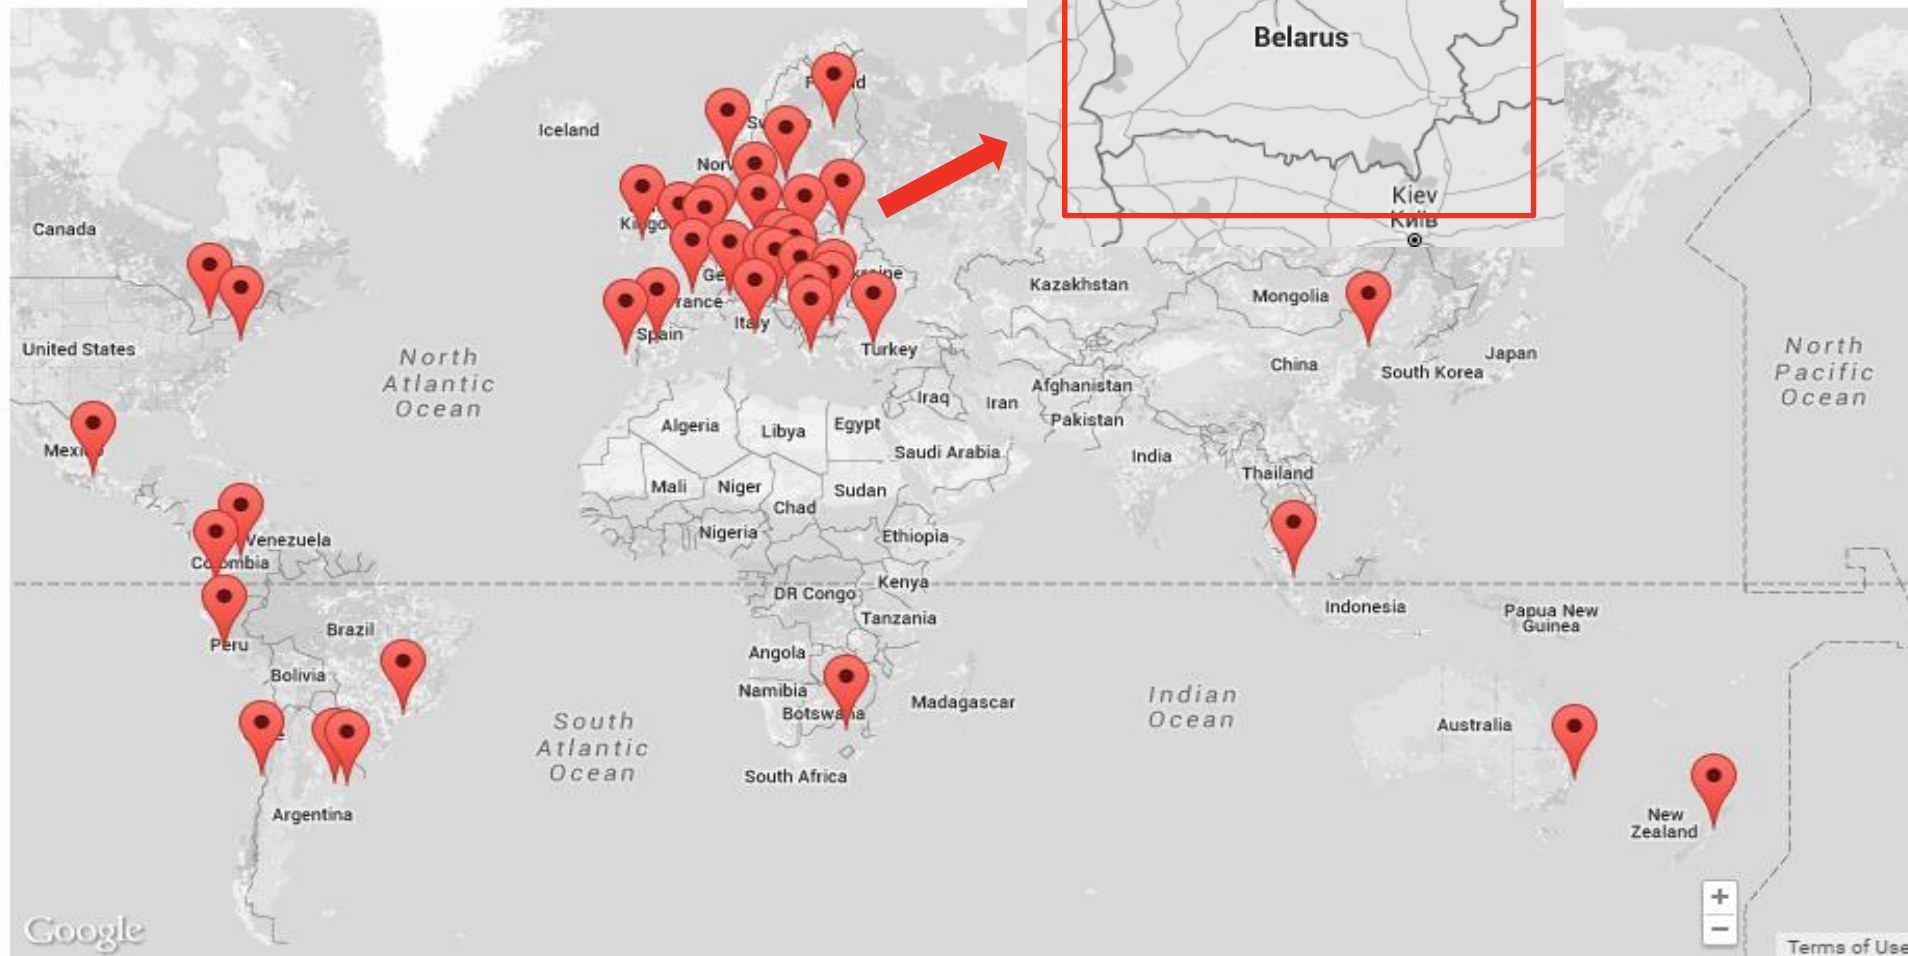 Belarus
Kiev
Київ
Iceland
Canada
United States
North
Atlantic
Ocean
Spain
Italy
Turkey
Kazakhstan
Mongolia
China
South Korea
Japan
North
Pacific
Ocean
Afghanistan
Iraq
Iran
Pakistan
Algeria
Libya
Egypt
Saudi Arabia
India
Thailand
Mali
Niger
Chad
Sudan
Nigeria
Ethiopia
Venezuela
Kenya
DR Congo
Tanzania
Indonesia
Papua New
Guinea
Brazil
Peru
Bolivia
Angola
Namibia
Madagascar
South
Atlantic
Ocean
Indian
Ocean
Australia
South Africa
Argentina
New
Zealand
Google
+
−
Terms of Use